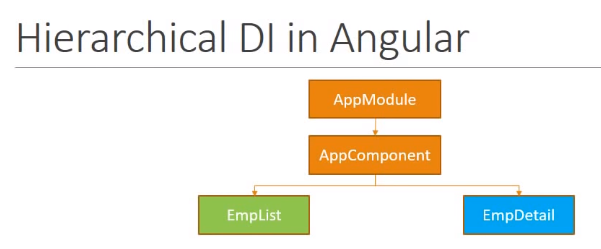 Hierarchical DI in Angular
AppModule
AppComponent
EmpList
EmpDetail